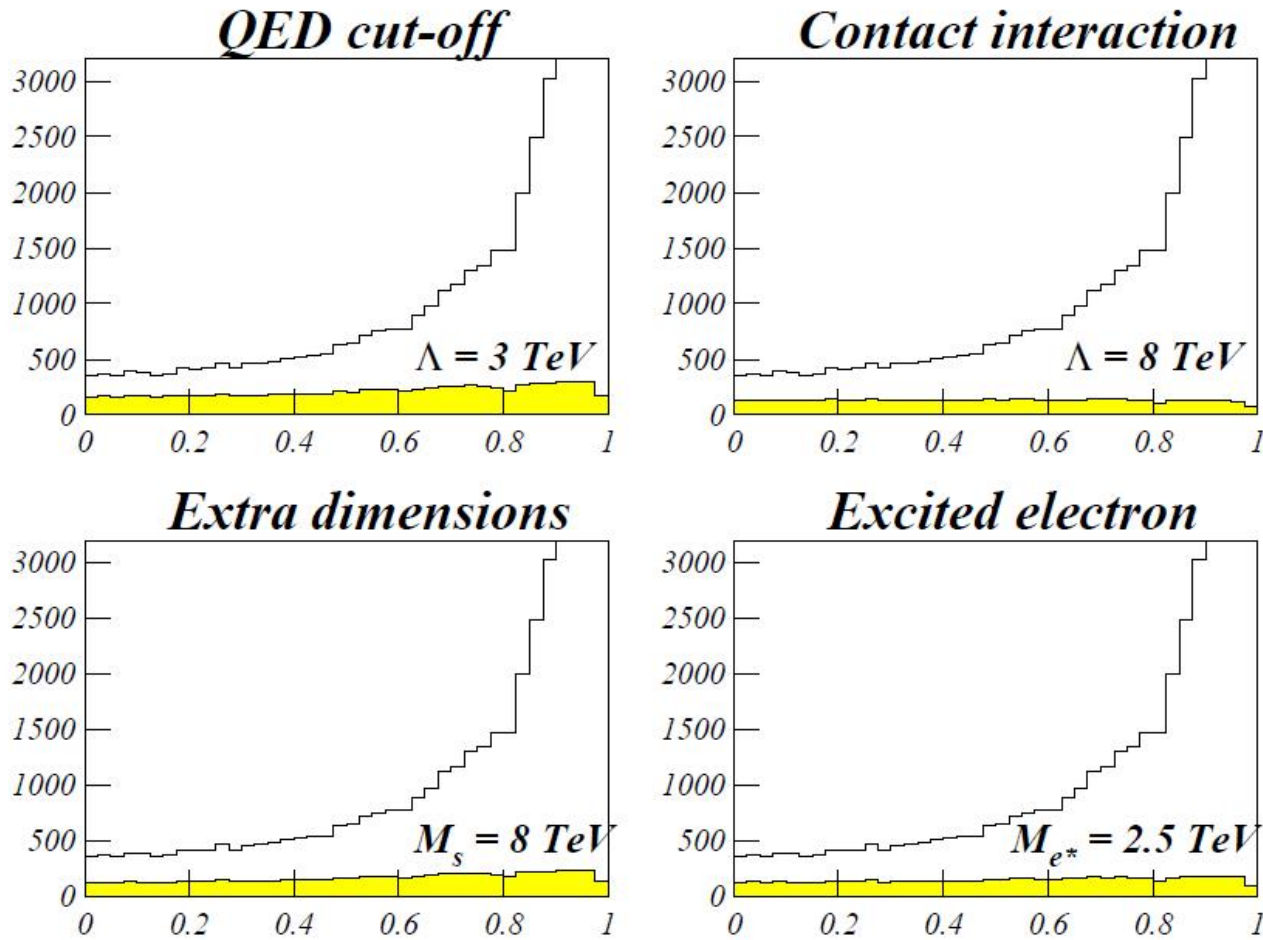 QED cut-off
3000
2500
2000
1500
1000
500
0
Λ = 3 TeV
0 0.2 0.4 0.6 0.8 1
Contact interaction
3000
2500
2000
1500
1000
500
0
Λ = 8 TeV
0 0.2 0.4 0.6 0.8 1
Extra dimensions
3000
2500
2000
1500
1000
500
0
M_s = 8 TeV
0 0.2 0.4 0.6 0.8 1
Excited electron
3000
2500
2000
1500
1000
500
0
M_e* = 2.5 TeV
0 0.2 0.4 0.6 0.8 1